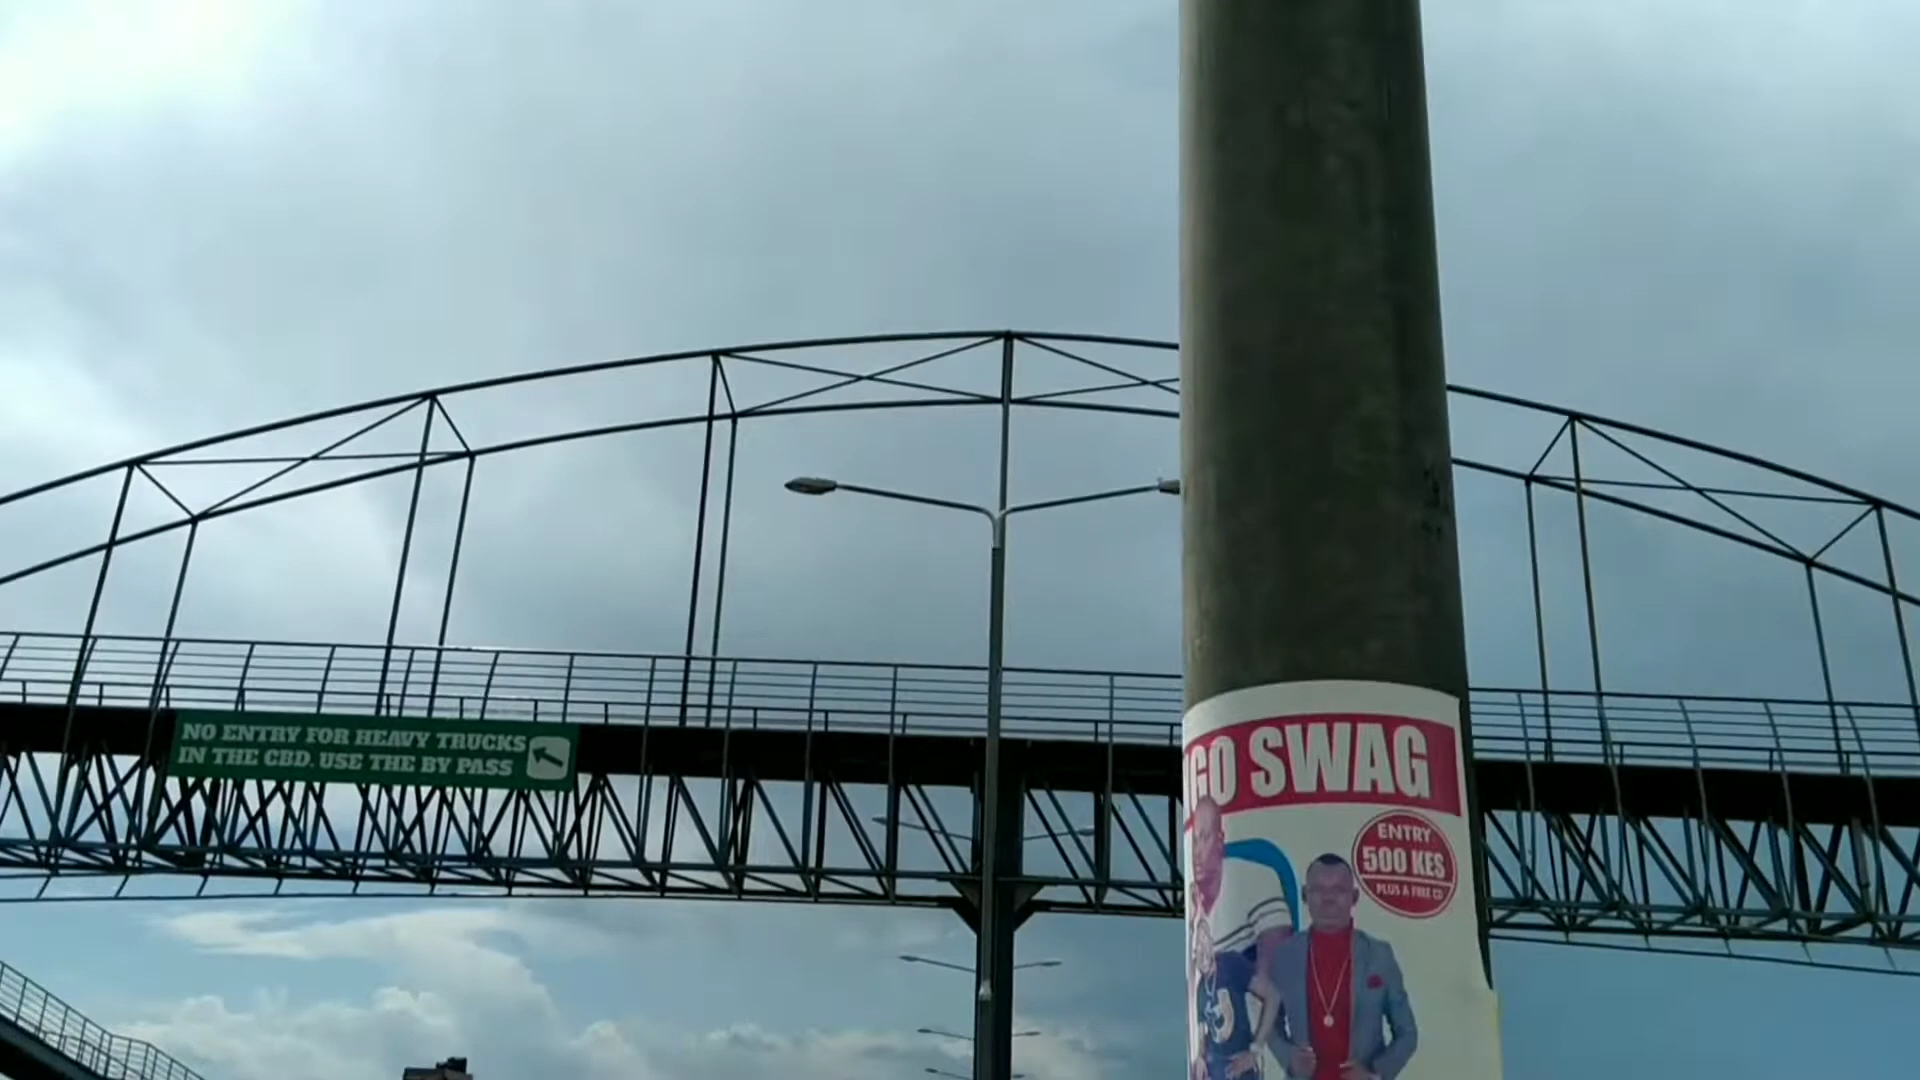 NO ENTRY FOR HEAVY TRUCKS
IN THE CBD. USE THE BY PASS
GO SWAG
ENTRY
500 KES
PLUS A FREE CD